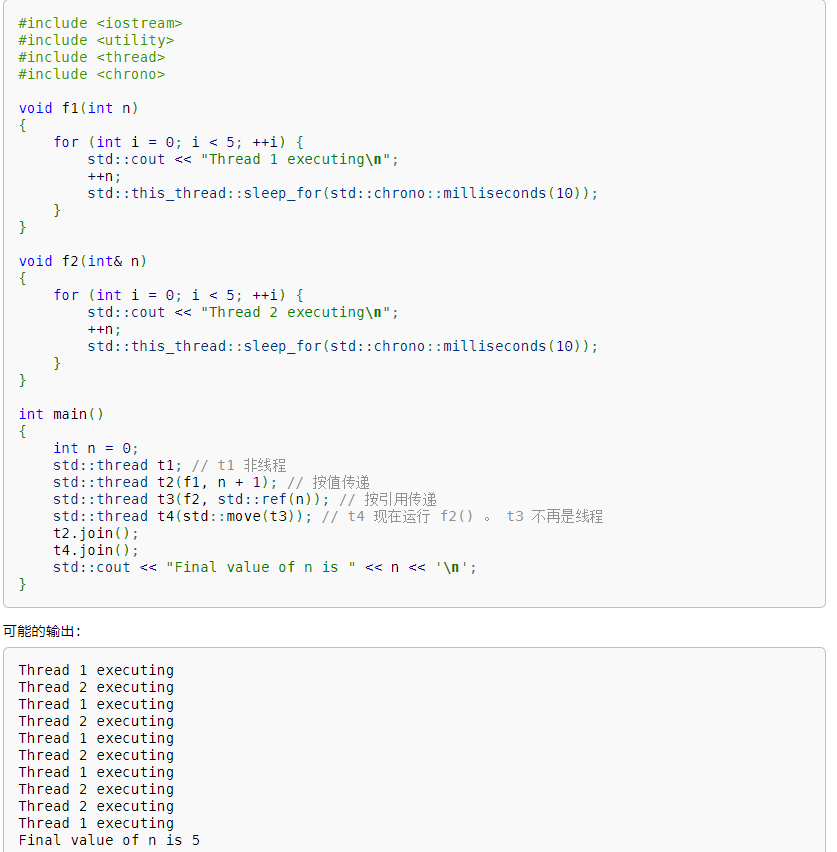 #include <iostream>
#include <utility>
#include <thread>
#include <chrono>

void f1(int n)
{
    for (int i = 0; i < 5; ++i) {
        std::cout << "Thread 1 executing\n";
        ++n;
        std::this_thread::sleep_for(std::chrono::milliseconds(10));
    }
}

void f2(int& n)
{
    for (int i = 0; i < 5; ++i) {
        std::cout << "Thread 2 executing\n";
        ++n;
        std::this_thread::sleep_for(std::chrono::milliseconds(10));
    }
}

int main()
{
    int n = 0;
    std::thread t1; // t1 非线程
    std::thread t2(f1, n + 1); // 按值传递
    std::thread t3(f2, std::ref(n)); // 按引用传递
    std::thread t4(std::move(t3)); // t4 现在运行 f2() 。 t3 不再是线程
    t2.join();
    t4.join();
    std::cout << "Final value of n is " << n << '\n';
}
可能的输出：
Thread 1 executing
Thread 2 executing
Thread 1 executing
Thread 2 executing
Thread 1 executing
Thread 2 executing
Thread 1 executing
Thread 2 executing
Thread 2 executing
Thread 1 executing
Final value of n is 5